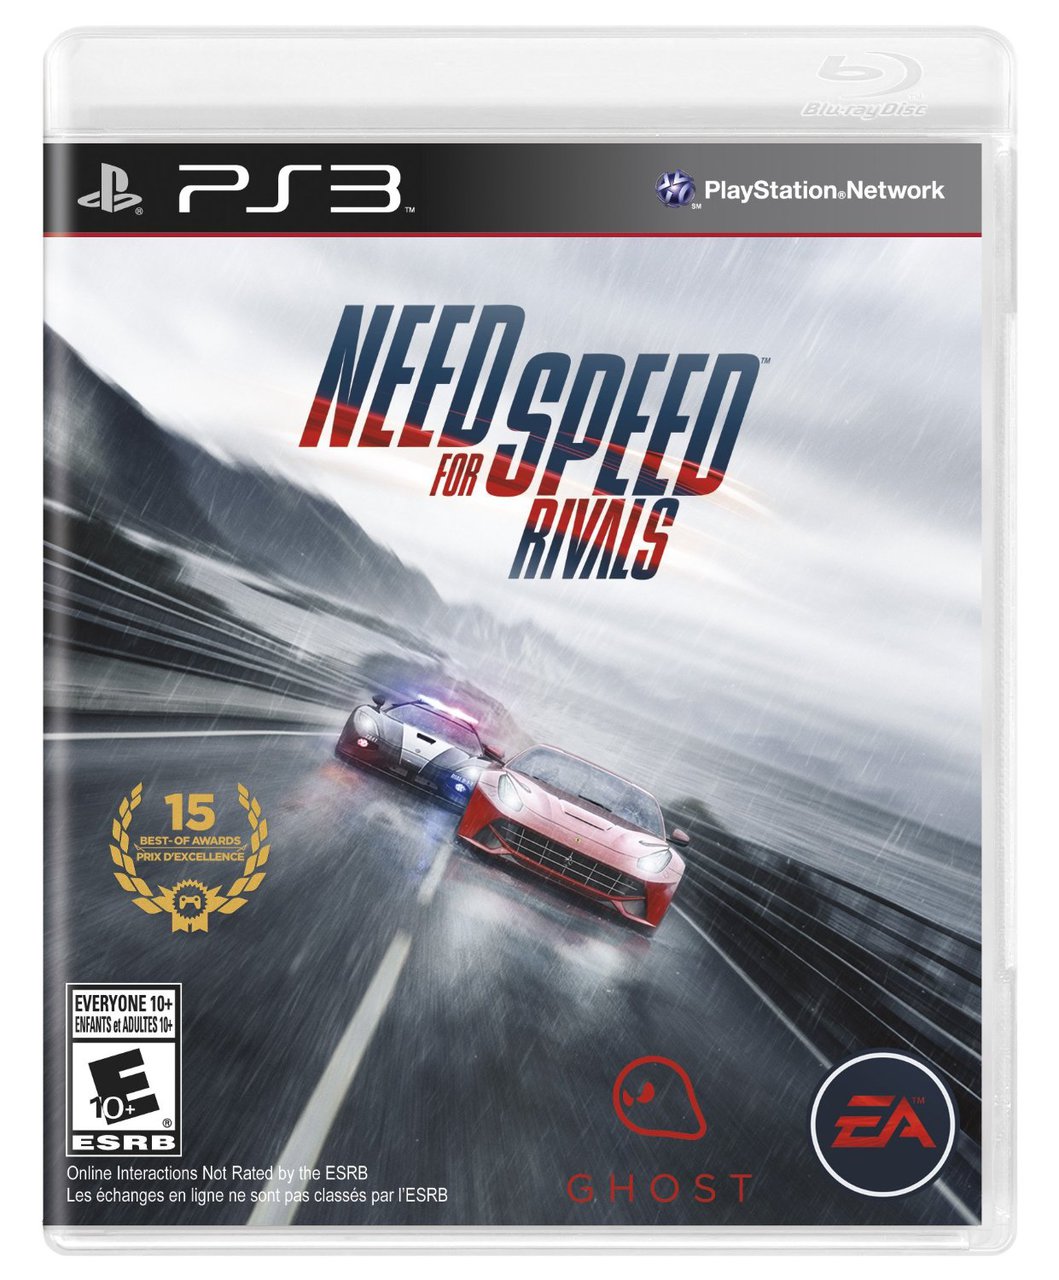 Blu-ray Disc
PS3
PlayStation®Network
NEED
FOR SPEED
RIVALS
15
BEST-OF AWARDS
PRIX D'EXCELLENCE
EVERYONE 10+
ENFANTS et ADULTES 10+
E
10+
ESRB
Online Interactions Not Rated by the ESRB
Les échanges en ligne ne sont pas classés par l'ESRB
GHOST
EA